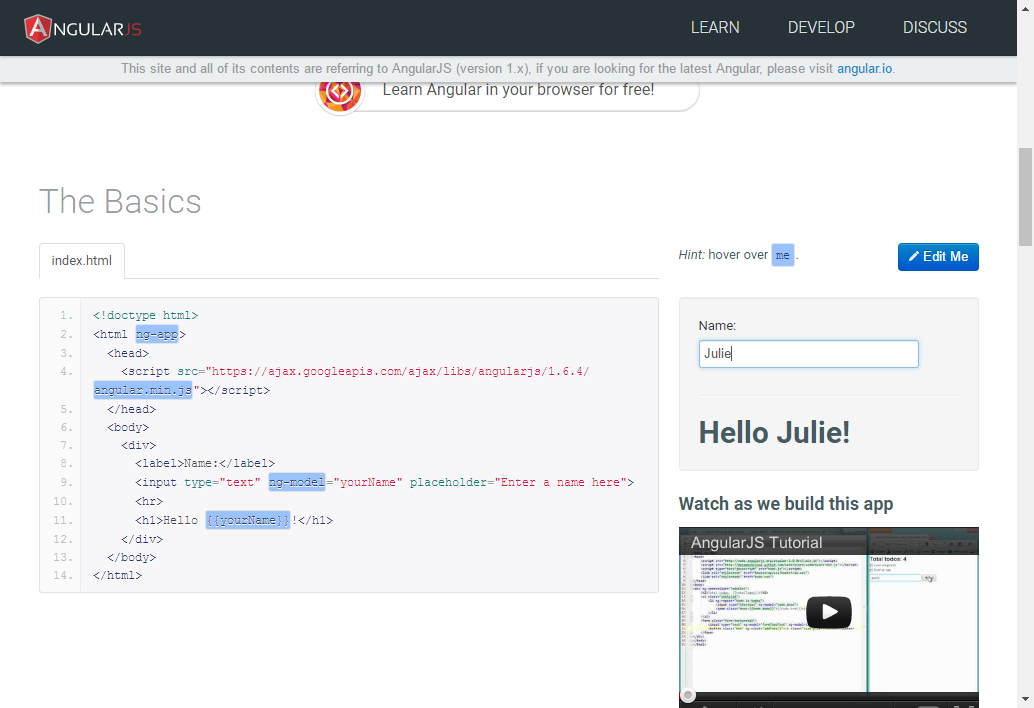 ANGULARJS
LEARN DEVELOP DISCUSS
This site and all of its contents are referring to AngularJS (version 1.x), if you are looking for the latest Angular, please visit angular.io.
Learn Angular in your browser for free!
The Basics
index.html
1. <!doctype html>
2. <html ng-app>
3. <head>
4. <script src="https://ajax.googleapis.com/ajax/libs/angularjs/1.6.4/
angular.min.js"></script>
5. </head>
6. <body>
7. <div>
8. <label>Name:</label>
9. <input type="text" ng-model="yourName" placeholder="Enter a name here">
10. <hr>
11. <h1>Hello {{yourName}}!</h1>
12. </div>
13. </body>
14. </html>
Hint: hover over me .
Edit Me
Name:
Julie
Hello Julie!
Watch as we build this app
AngularJS Tutorial
Total todos: 4